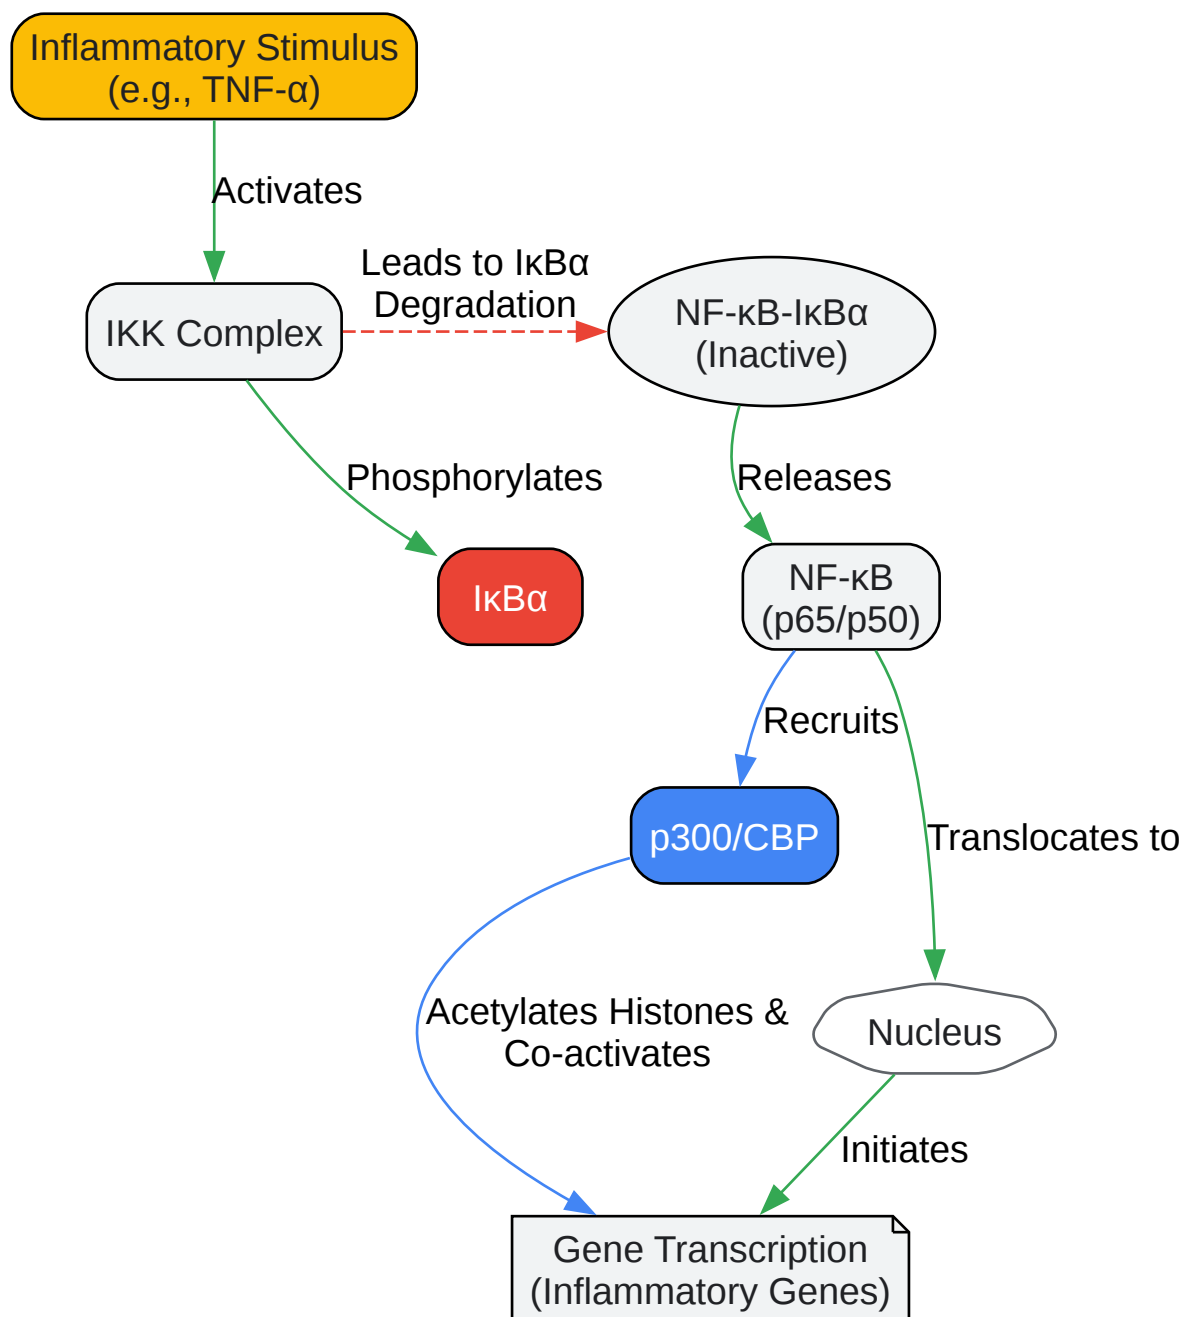 Inflammatory Stimulus
(e.g., TNF-α)
Activates
Leads to IκBα
Degradation
IKK Complex
NF-κB-IκBα
(Inactive)
Phosphorylates
Releases
IκBα
NF-κB
(p65/p50)
Recruits
p300/CBP
Translocates to
Acetylates Histones &
Co-activates
Nucleus
Initiates
Gene Transcription
(Inflammatory Genes)